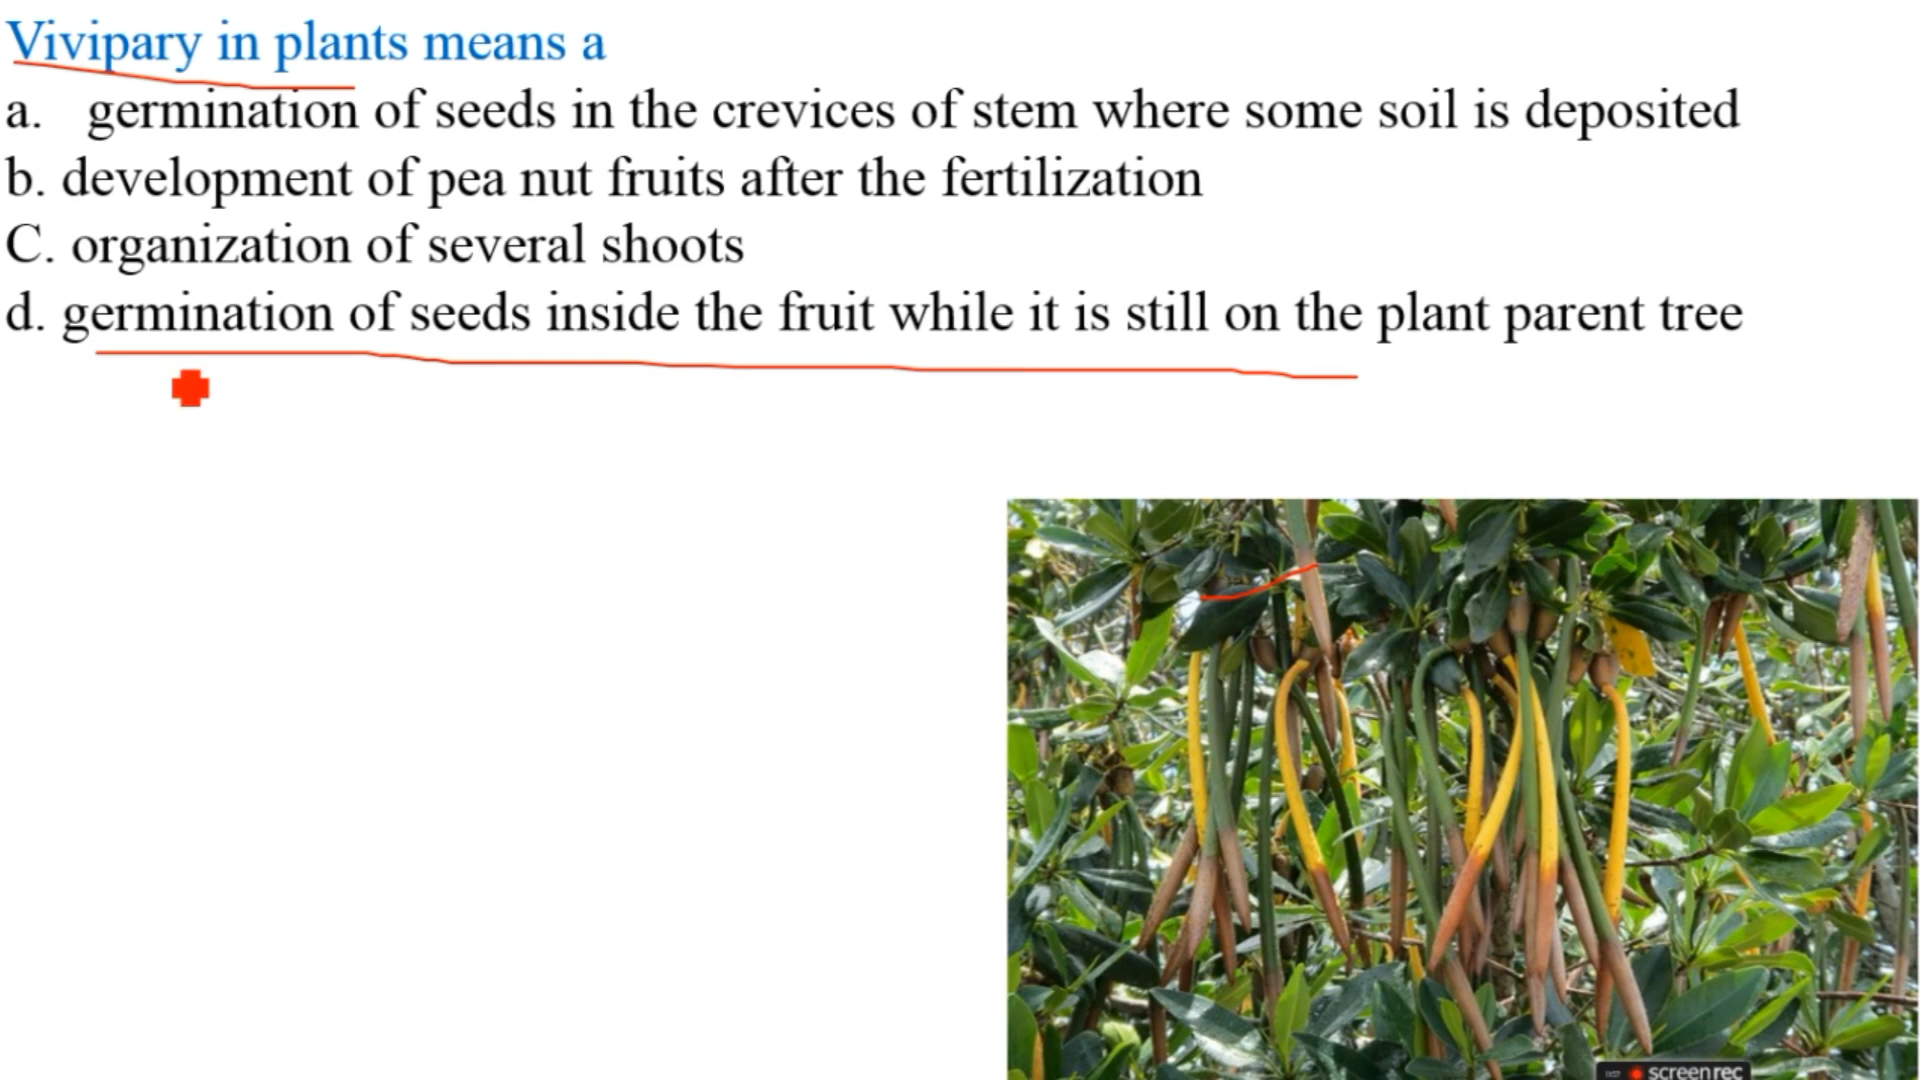 Vivipary in plants means a
a. germination of seeds in the crevices of stem where some soil is deposited
b. development of pea nut fruits after the fertilization
C. organization of several shoots
d. germination of seeds inside the fruit while it is still on the plant parent tree
screenrec